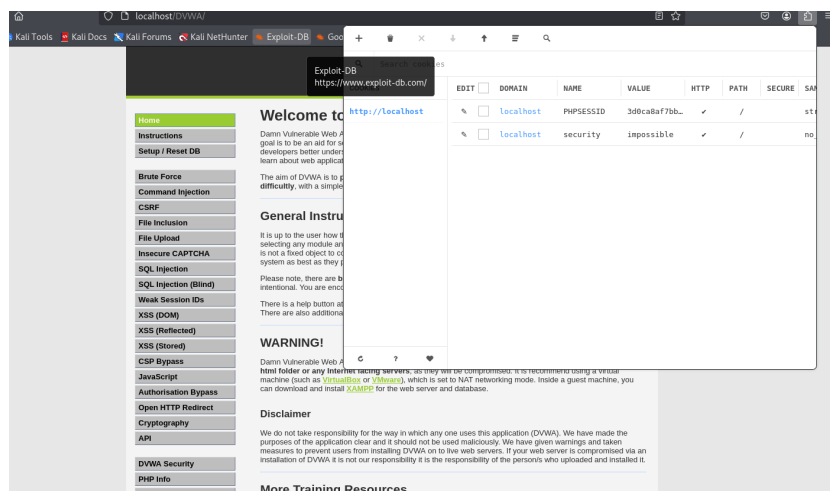 localhost/DVWA/
Kali Tools Kali Docs Kali Forums Kali NetHunter Exploit-DB Goo
Search cookies
Exploit-DB
https://www.exploit-db.com/
EDIT DOMAIN NAME VALUE HTTP PATH SECURE SAM
http://localhost
localhost PHPSESSID 3d0ca8af7bb… ✔ / str
localhost security impossible ✔ / no_
Home
Instructions
Setup / Reset DB
Brute Force
Command Injection
CSRF
File Inclusion
File Upload
Insecure CAPTCHA
SQL Injection
SQL Injection (Blind)
Weak Session IDs
XSS (DOM)
XSS (Reflected)
XSS (Stored)
CSP Bypass
JavaScript
Authorisation Bypass
Open HTTP Redirect
Cryptography
API
DVWA Security
PHP Info
Welcome to
Damn Vulnerable Web A
goal is to be an aid for s
developers better unders
learn about web applicat
The aim of DVWA is to p
difficultly, with a simple
General Instru
It is up to the user how t
selecting any module an
is not a fixed object to co
system as best as they p
Please note, there are b
intentional. You are enco
There is a help button at
There are also additiona
WARNING!
Damn Vulnerable Web A
html folder or any Internet facing servers, as they will be compromised. It is recommend using a virtual
machine (such as VirtualBox or VMware), which is set to NAT networking mode. Inside a guest machine, you
can download and install XAMPP for the web server and database.
Disclaimer
We do not take responsibility for the way in which any one uses this application (DVWA). We have made the
purposes of the application clear and it should not be used maliciously. We have given warnings and taken
measures to prevent users from installing DVWA on to live web servers. If your web server is compromised via an
installation of DVWA it is not our responsibility it is the responsibility of the person/s who uploaded and installed it.
More Training Resources